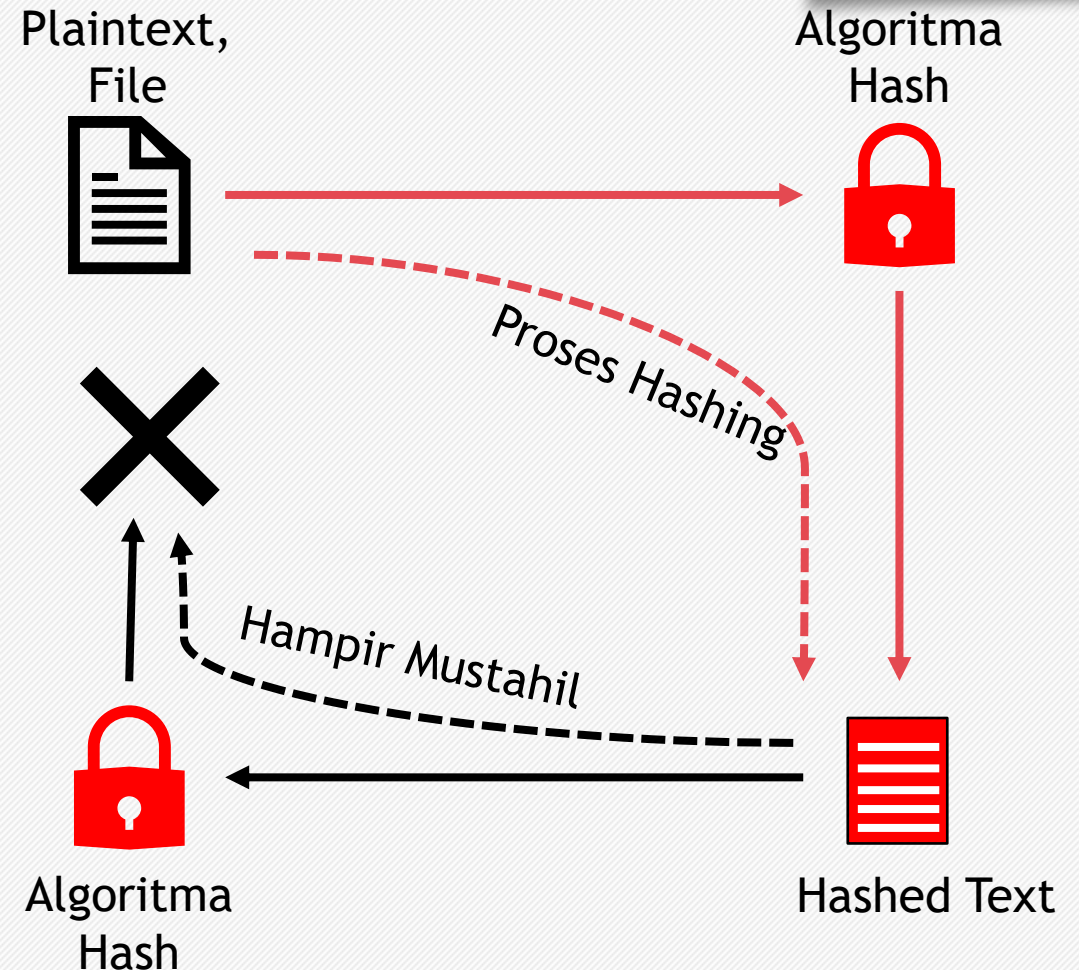 Plaintext,
File
Algoritma
Hash
Proses Hashing
Hampir Mustahil
Algoritma
Hash
Hashed Text